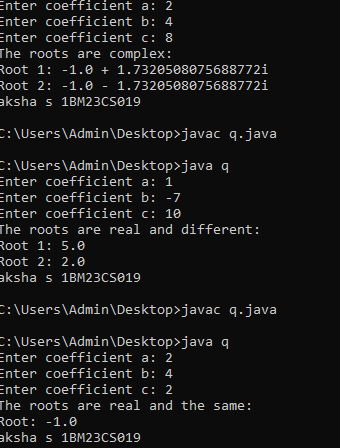 Enter coefficient a: 2
Enter coefficient b: 4
Enter coefficient c: 8
The roots are complex:
Root 1: -1.0 + 1.7320508075688772i
Root 2: -1.0 - 1.7320508075688772i
aksha s 1BM23CS019
C:\Users\Admin\Desktop>javac q.java
C:\Users\Admin\Desktop>java q
Enter coefficient a: 1
Enter coefficient b: -7
Enter coefficient c: 10
The roots are real and different:
Root 1: 5.0
Root 2: 2.0
aksha s 1BM23CS019
C:\Users\Admin\Desktop>javac q.java
C:\Users\Admin\Desktop>java q
Enter coefficient a: 2
Enter coefficient b: 4
Enter coefficient c: 2
The roots are real and the same:
Root: -1.0
aksha s 1BM23CS019